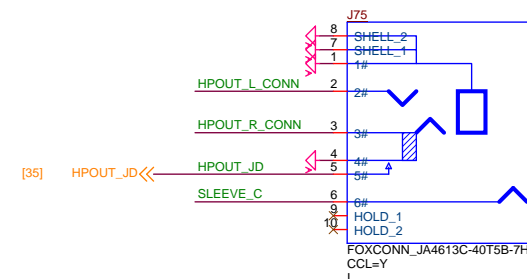 J75
8 SHELL_2
7 SHELL_1
1 1#
HPOUT_L_CONN 2 2#
HPOUT_R_CONN 3 3#
4 4#
[35] HPOUT_JD HPOUT_JD 5 5#
SLEEVE_C 6 6#
9 HOLD_1
10 HOLD_2
FOXCONN_JA4613C-40T5B-7H
CCL=Y